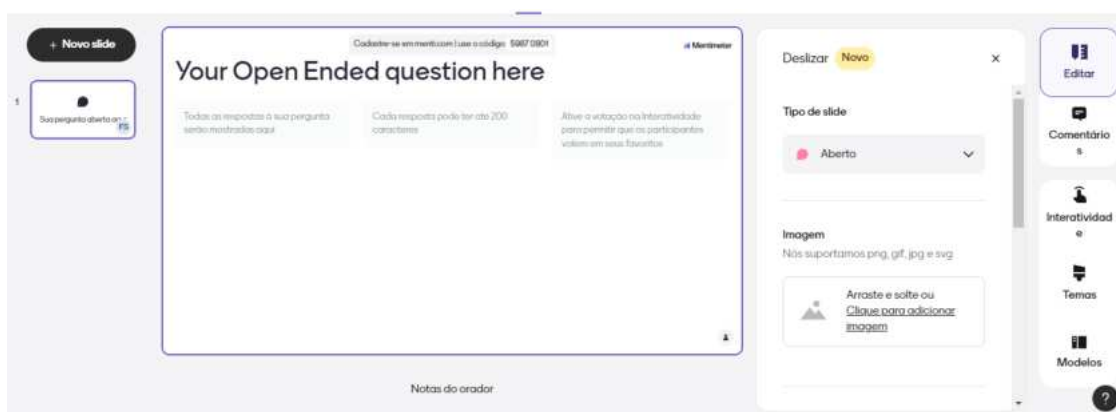 + Novo slide
1
Sua pergunta aberta aqu
FS
Cadastre-se em menti.com | use o código 5987 0901
Mentimeter
Your Open Ended question here
Todas as respostas à sua pergunta
serão mostradas aqui
Cada resposta pode ter até 200
caracteres
Ative a votação na Interatividade
para permitir que os participantes
votem em seus favoritos
Notas do orador
Deslizar Novo
Tipo de slide
Aberto
Imagem
Nós suportamos png, gif, jpg e svg
Arraste e solte ou
Clique para adicionar
imagem
Editar
Comentário
s
Interatividad
e
Temas
Modelos
?